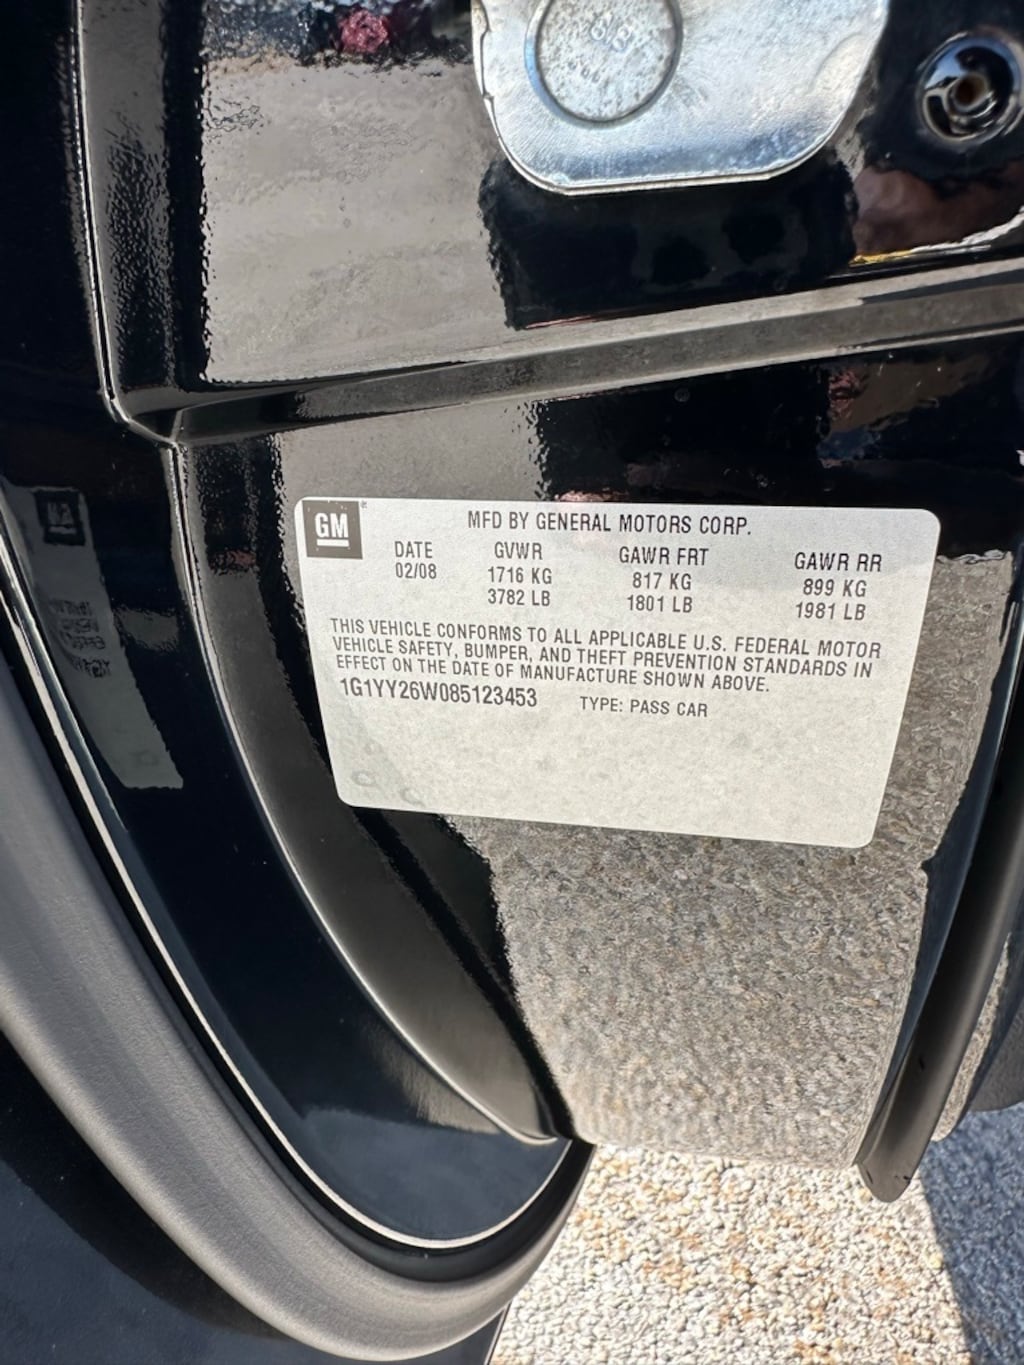 GM
MFD BY GENERAL MOTORS CORP.
DATE GVWR GAWR FRT GAWR RR
02/08 1716 KG 817 KG 899 KG
3782 LB 1801 LB 1981 LB
THIS VEHICLE CONFORMS TO ALL APPLICABLE U.S. FEDERAL MOTOR
VEHICLE SAFETY, BUMPER, AND THEFT PREVENTION STANDARDS IN
EFFECT ON THE DATE OF MANUFACTURE SHOWN ABOVE.
1G1YY26W085123453 TYPE: PASS CAR